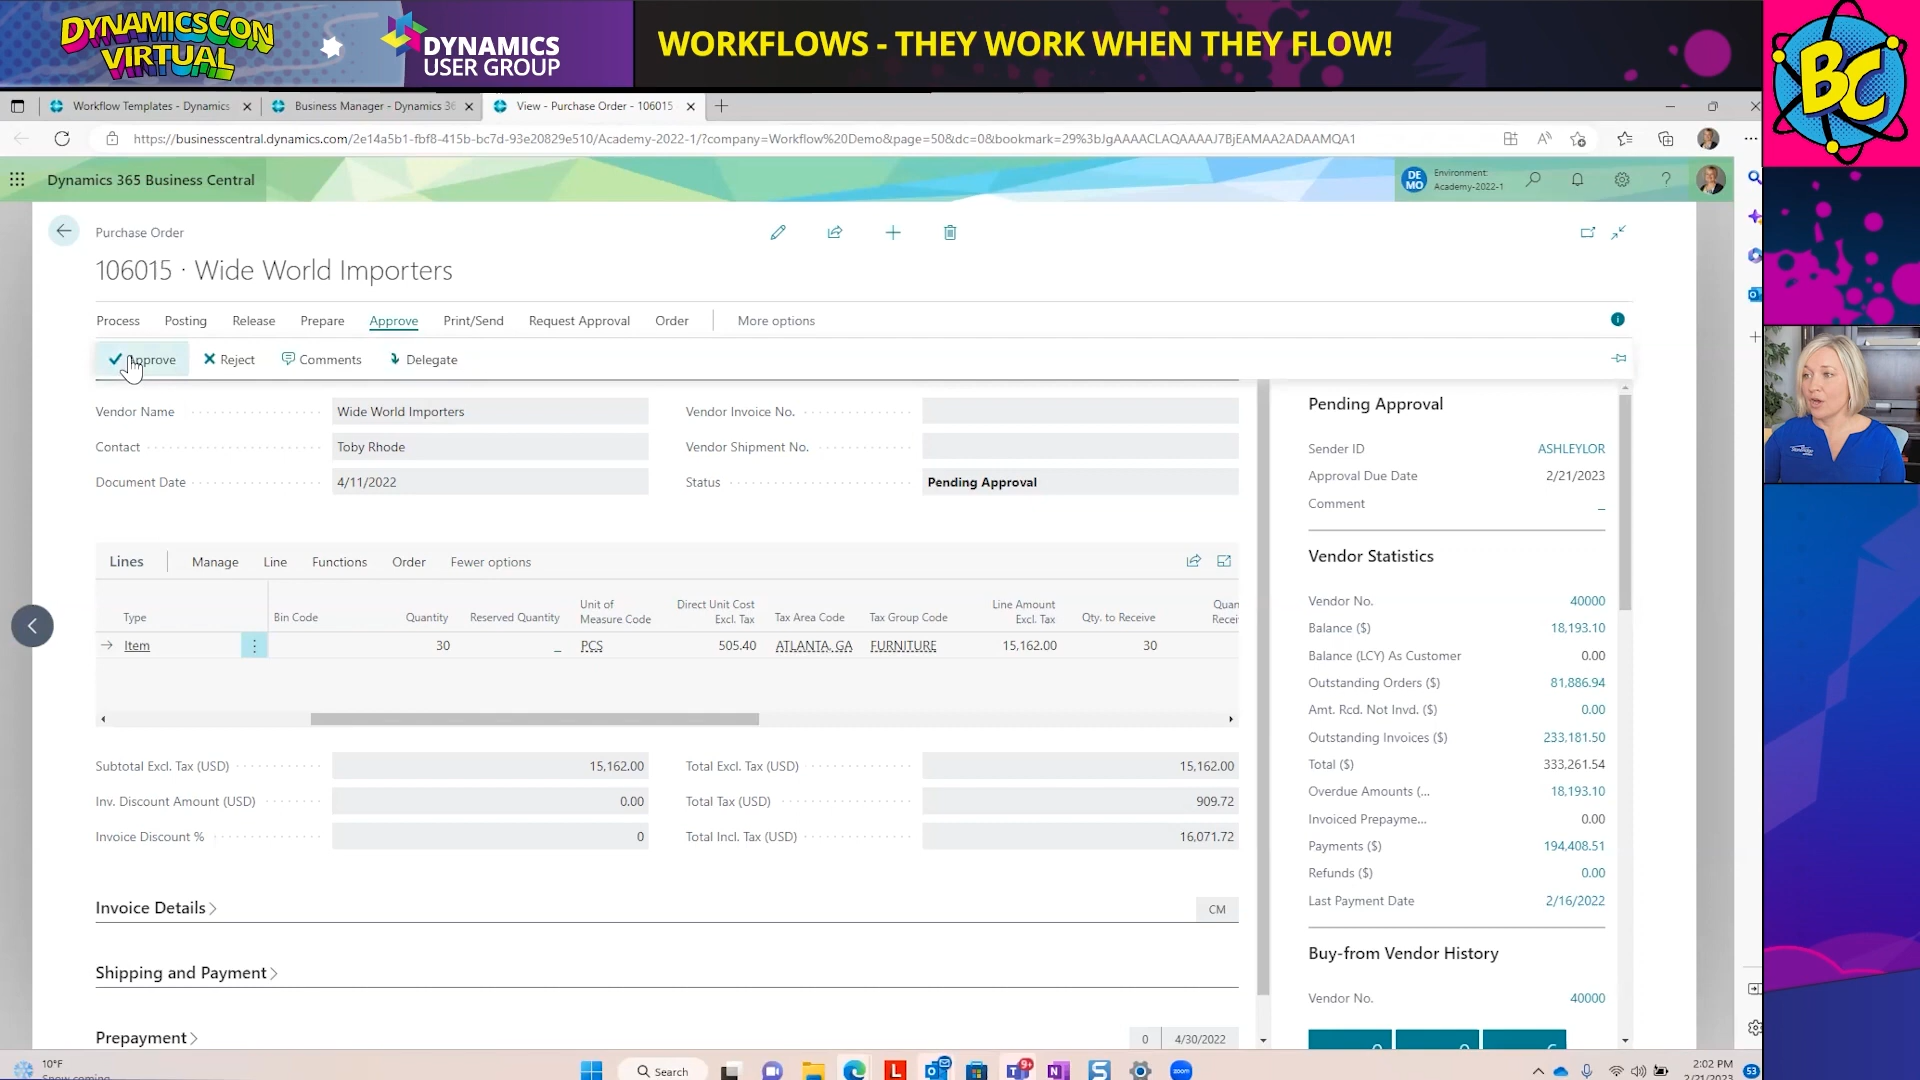 DYNAMICSCON
VIRTUAL
DYNAMICS
USER GROUP
WORKFLOWS - THEY WORK WHEN THEY FLOW!
BC
Workflow Templates - Dynamics
Business Manager - Dynamics 36
View - Purchase Order - 106015
https://businesscentral.dynamics.com/2e14a5b1-fbf8-415b-bc7d-93e20829e510/Academy-2022-1/?company=Workflow%20Demo&page=50&dc=0&bookmark=29%3bJgAAAACLAQAAAAJ7BjEAMAA2ADAAMQA1
Dynamics 365 Business Central
DE
MO
Environment:
Academy-2022-1
Purchase Order
106015 · Wide World Importers
Process Posting Release Prepare Approve Print/Send Request Approval Order More options
Approve Reject Comments Delegate
Vendor Name Wide World Importers
Vendor Invoice No.
Contact Toby Rhode
Vendor Shipment No.
Document Date 4/11/2022
Status Pending Approval
Lines Manage Line Functions Order Fewer options
Type Bin Code Quantity Reserved Quantity Unit of Measure Code Direct Unit Cost Excl. Tax Tax Area Code Tax Group Code Line Amount Excl. Tax Qty. to Receive Quan Recei
Item 30 _ PCS 505.40 ATLANTA, GA FURNITURE 15,162.00 30
Subtotal Excl. Tax (USD) 15,162.00
Total Excl. Tax (USD) 15,162.00
Inv. Discount Amount (USD) 0.00
Total Tax (USD) 909.72
Invoice Discount % 0
Total Incl. Tax (USD) 16,071.72
Invoice Details CM
Shipping and Payment
Prepayment 0 4/30/2022
Pending Approval
Sender ID ASHLEYLOR
Approval Due Date 2/21/2023
Comment _
Vendor Statistics
Vendor No. 40000
Balance ($) 18,193.10
Balance (LCY) As Customer 0.00
Outstanding Orders ($) 81,886.94
Amt. Rcd. Not Invd. ($) 0.00
Outstanding Invoices ($) 233,181.50
Total ($) 333,261.54
Overdue Amounts (... 18,193.10
Invoiced Prepayme... 0.00
Payments ($) 194,408.51
Refunds ($) 0.00
Last Payment Date 2/16/2022
Buy-from Vendor History
Vendor No. 40000
10°F
Snow coming
Search
9+
zoom
2:02 PM
2/21/2023
53